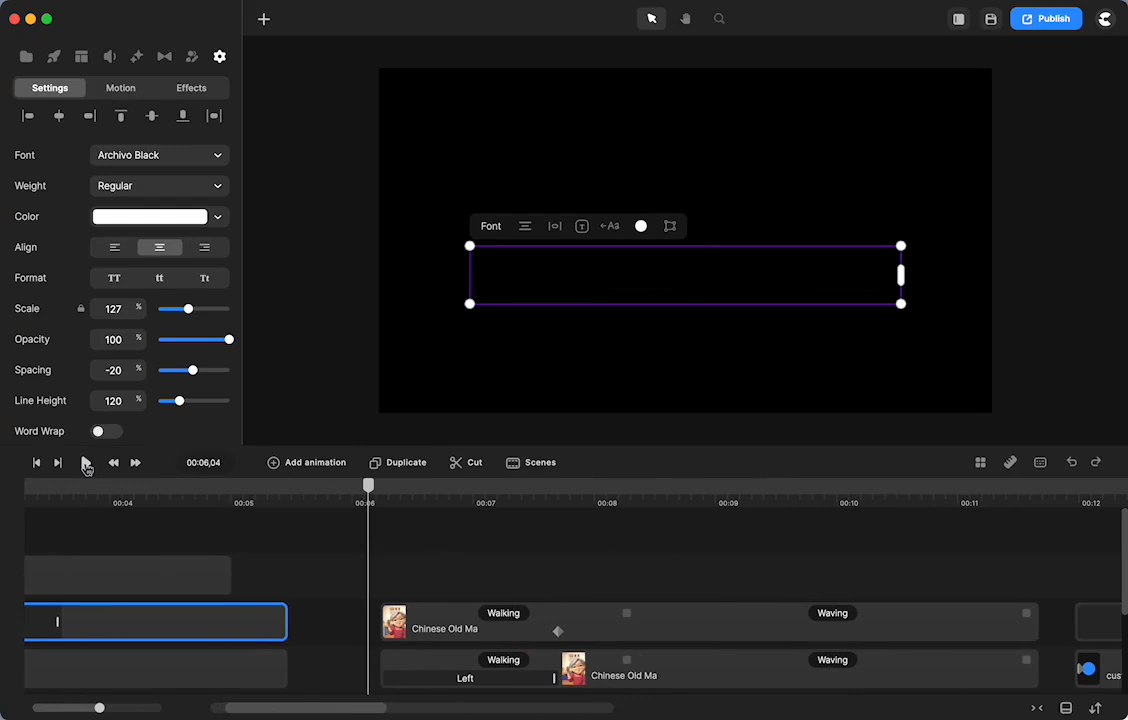 Publish
Settings Motion Effects
Font Archivo Black
Weight Regular
Color
Align
Format TT tt Tt
Scale 127 %
Opacity 100 %
Spacing -20 %
Line Height 120 %
Word Wrap
Font T ←Aa
00:06,04 Add animation Duplicate Cut Scenes
00:04 00:05 00:06 00:07 00:08 00:09 00:10 00:11 00:12
Walking Waving
Chinese Old Ma
Walking Waving
Chinese Old Ma
Left
cus